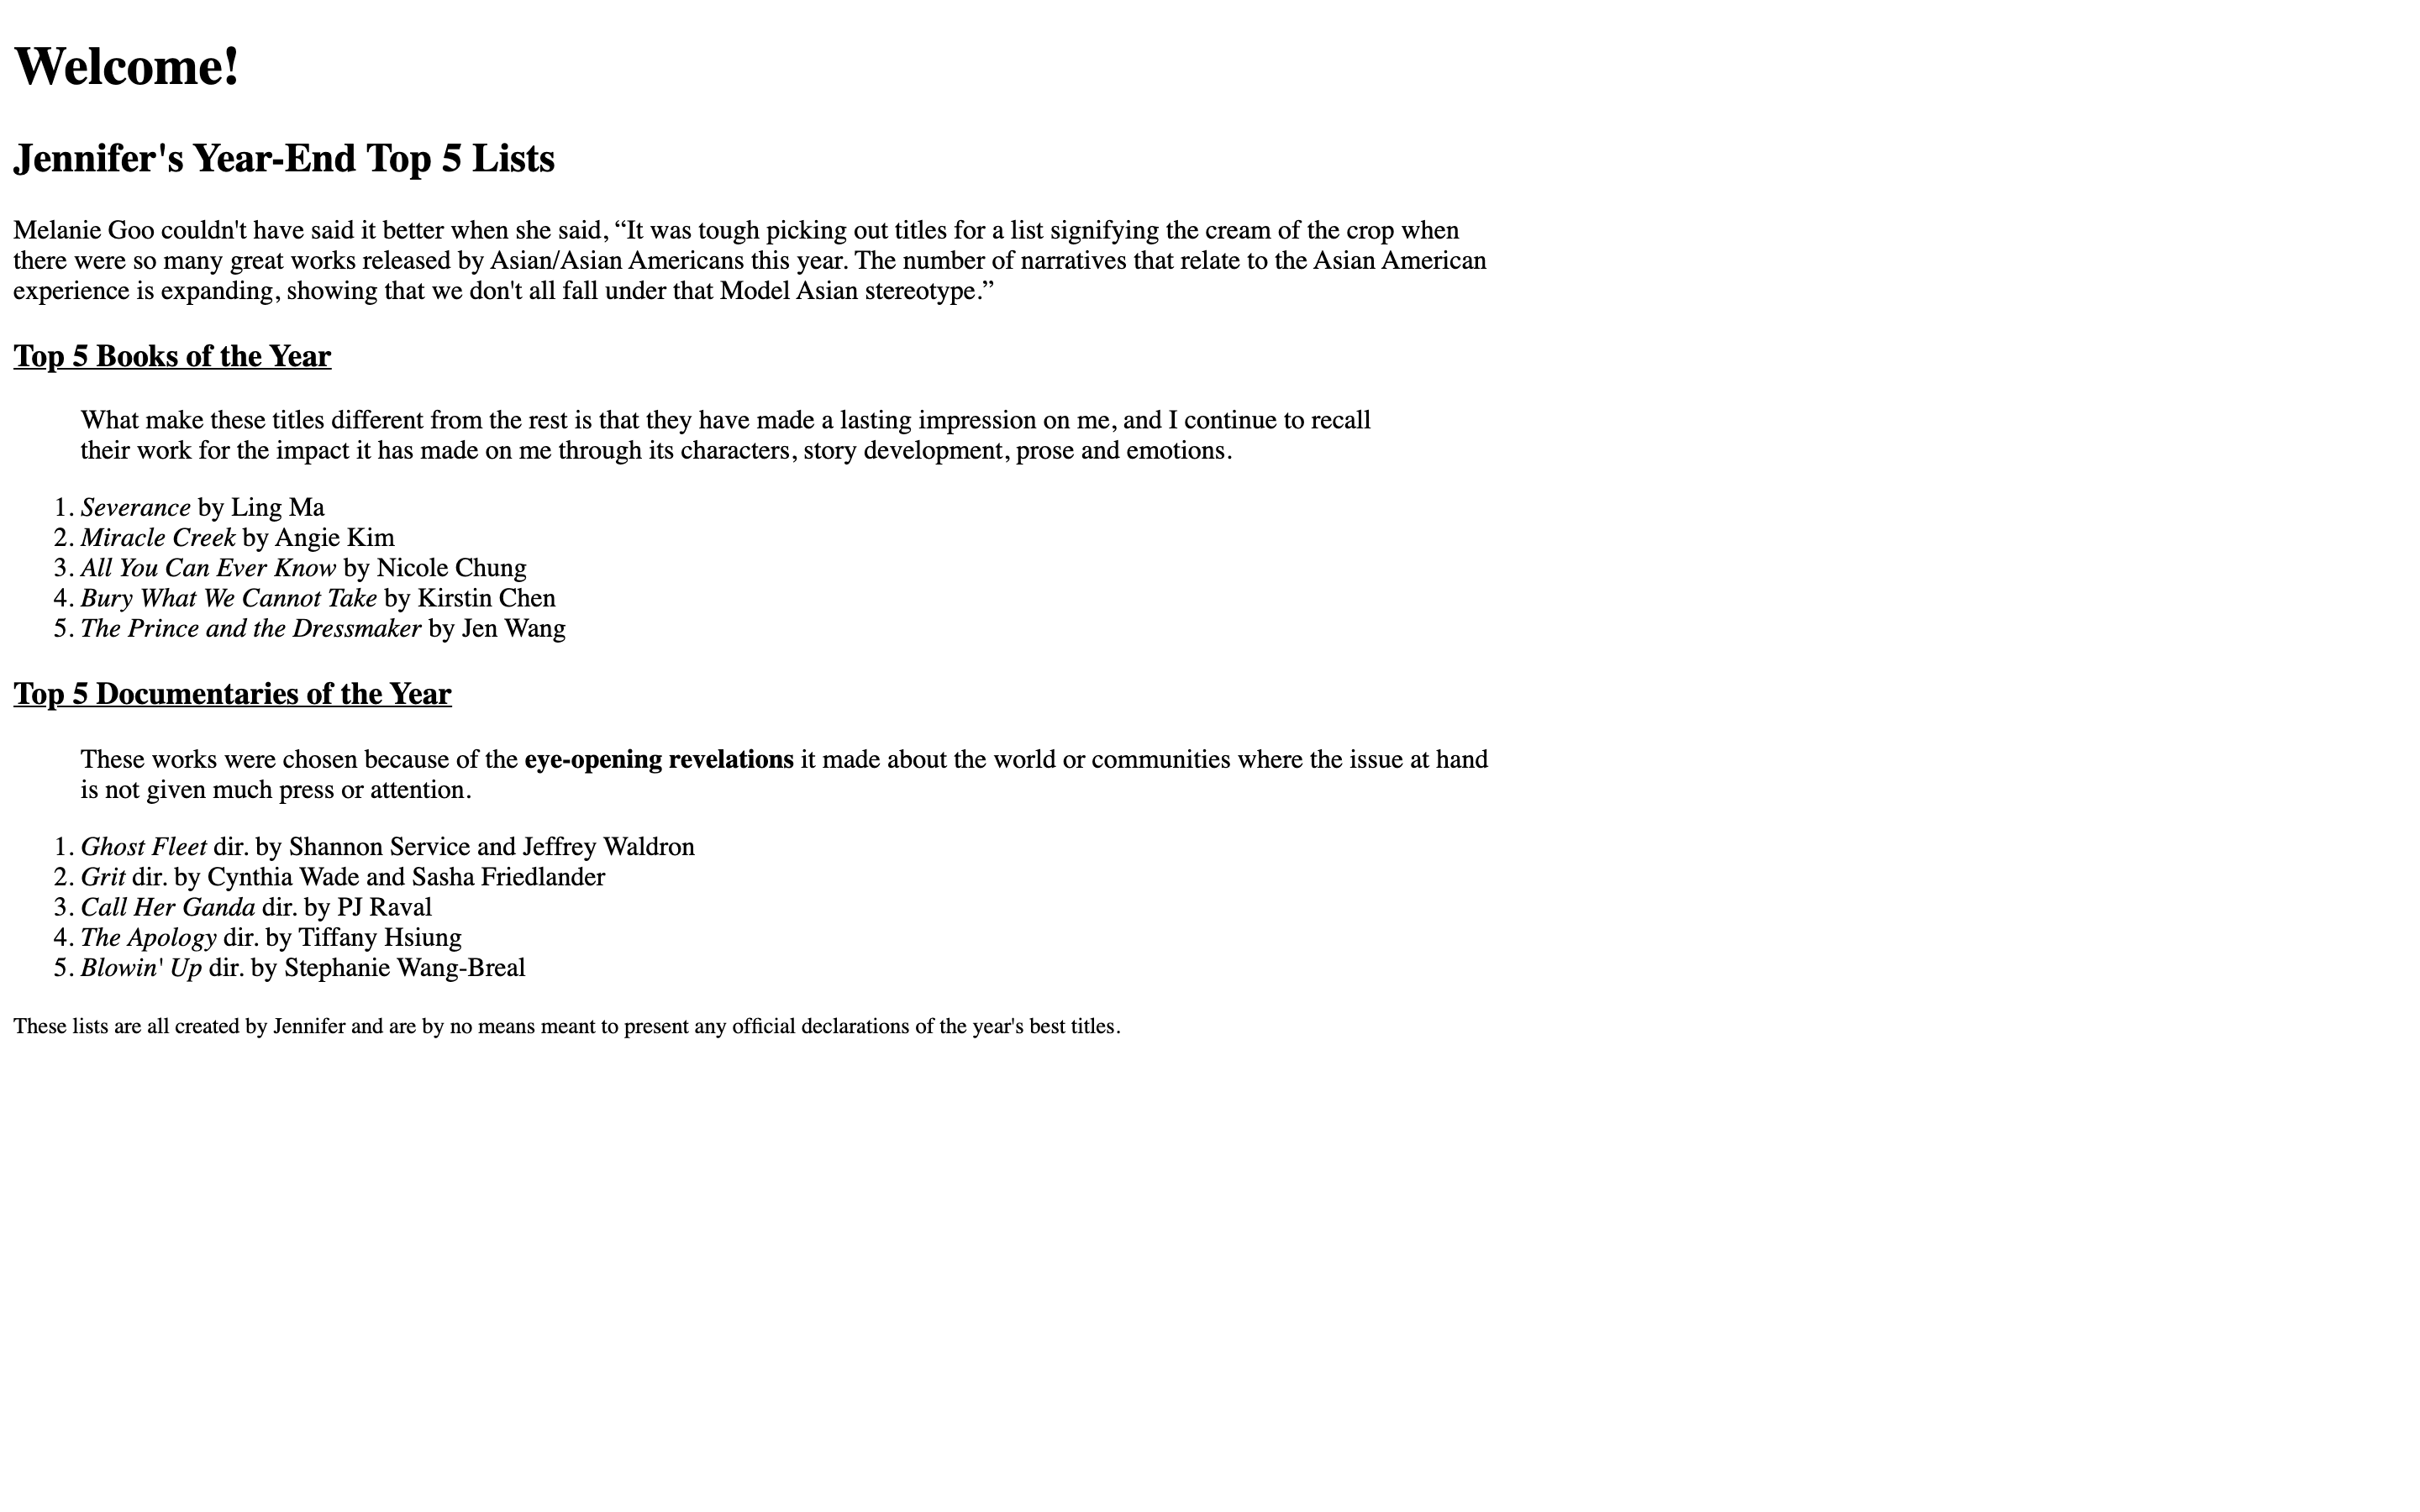 Welcome!
Jennifer's Year-End Top 5 Lists
Melanie Goo couldn't have said it better when she said, “It was tough picking out titles for a list signifying the cream of the crop when
there were so many great works released by Asian/Asian Americans this year. The number of narratives that relate to the Asian American
experience is expanding, showing that we don't all fall under that Model Asian stereotype.”
Top 5 Books of the Year
What make these titles different from the rest is that they have made a lasting impression on me, and I continue to recall
their work for the impact it has made on me through its characters, story development, prose and emotions.
1. Severance by Ling Ma
2. Miracle Creek by Angie Kim
3. All You Can Ever Know by Nicole Chung
4. Bury What We Cannot Take by Kirstin Chen
5. The Prince and the Dressmaker by Jen Wang
Top 5 Documentaries of the Year
These works were chosen because of the eye-opening revelations it made about the world or communities where the issue at hand
is not given much press or attention.
1. Ghost Fleet dir. by Shannon Service and Jeffrey Waldron
2. Grit dir. by Cynthia Wade and Sasha Friedlander
3. Call Her Ganda dir. by PJ Raval
4. The Apology dir. by Tiffany Hsiung
5. Blowin' Up dir. by Stephanie Wang-Breal
These lists are all created by Jennifer and are by no means meant to present any official declarations of the year's best titles.